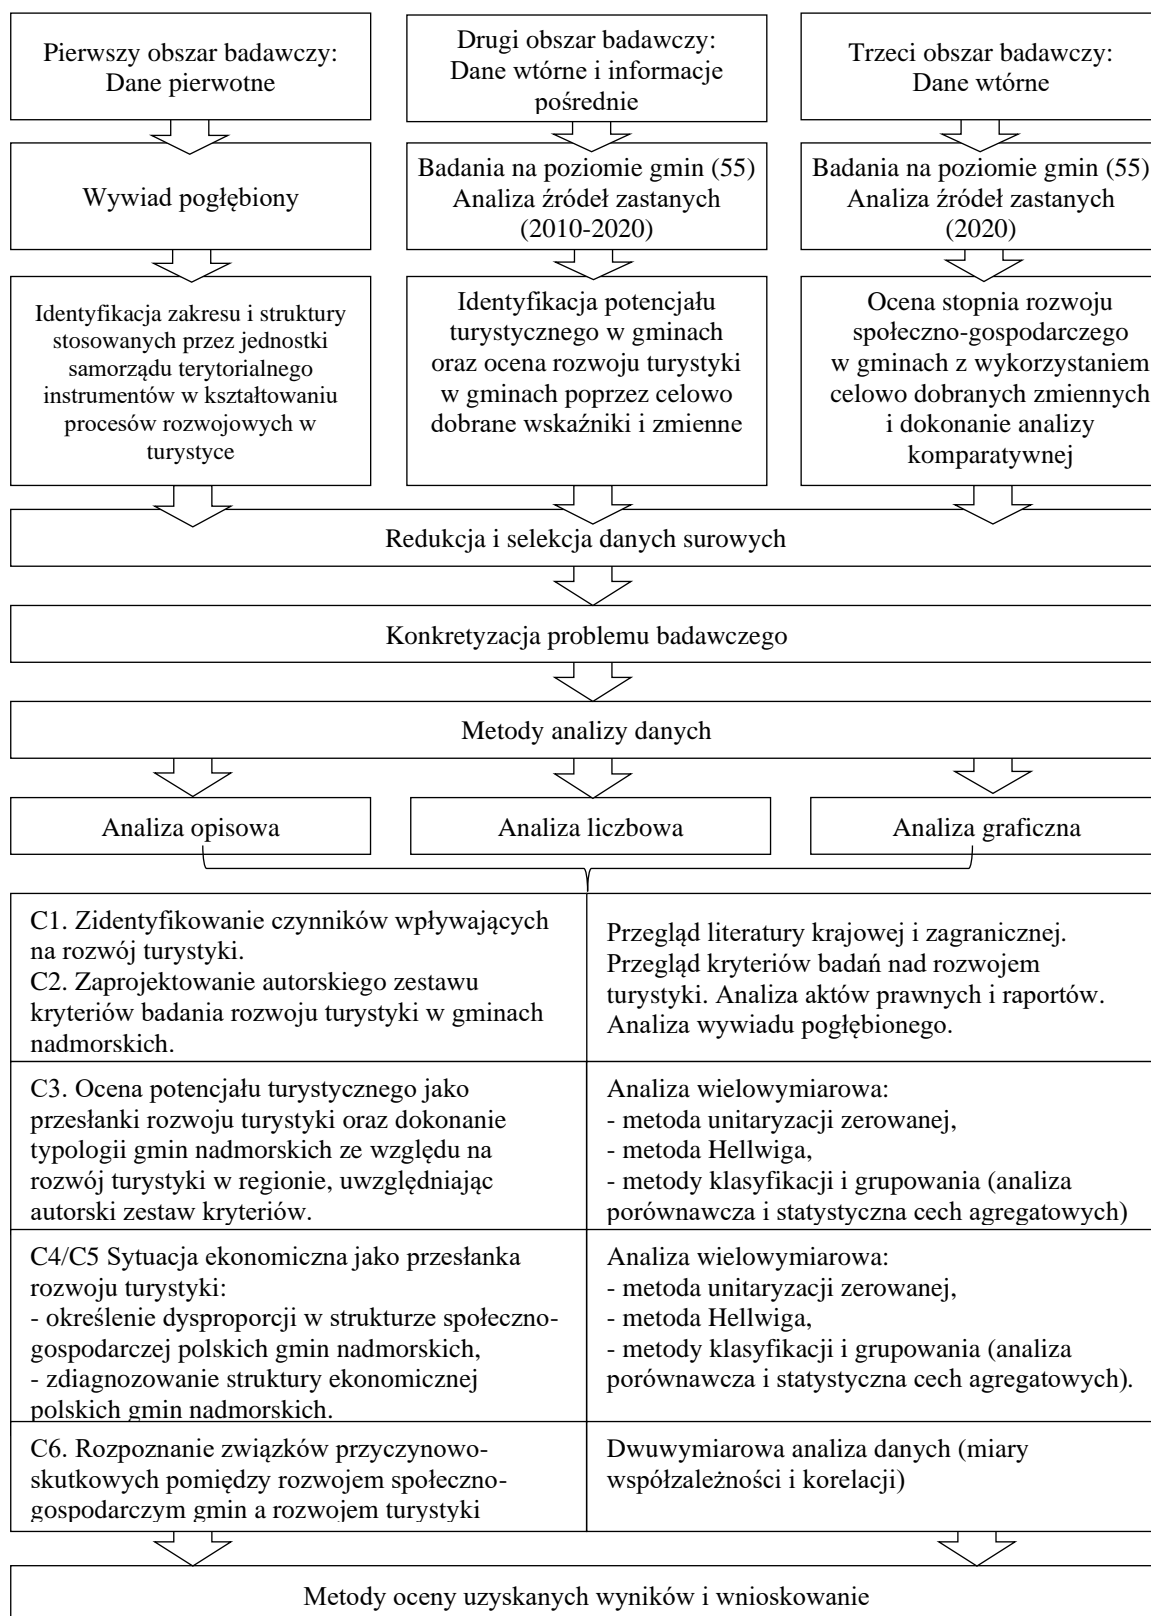 Pierwszy obszar badawczy:
Dane pierwotne
Drugi obszar badawczy:
Dane wtórne i informacje
pośrednie
Trzeci obszar badawczy:
Dane wtórne
Wywiad pogłębiony
Badania na poziomie gmin (55)
Analiza źródeł zastanych
(2010-2020)
Badania na poziomie gmin (55)
Analiza źródeł zastanych
(2020)
Identyfikacja zakresu i struktury
stosowanych przez jednostki
samorządu terytorialnego
instrumentów w kształtowaniu
procesów rozwojowych w
turystyce
Identyfikacja potencjału
turystycznego w gminach
oraz ocena rozwoju turystyki
w gminach poprzez celowo
dobrane wskaźniki i zmienne
Ocena stopnia rozwoju
społeczno-gospodarczego
w gminach z wykorzystaniem
celowo dobranych zmiennych
i dokonanie analizy
komparatywnej
Redukcja i selekcja danych surowych
Konkretyzacja problemu badawczego
Metody analizy danych
Analiza opisowa
Analiza liczbowa
Analiza graficzna
C1. Zidentyfikowanie czynników wpływających
na rozwój turystyki.
C2. Zaprojektowanie autorskiego zestawu
kryteriów badania rozwoju turystyki w gminach
nadmorskich.
Przegląd literatury krajowej i zagranicznej.
Przegląd kryteriów badań nad rozwojem
turystyki. Analiza aktów prawnych i raportów.
Analiza wywiadu pogłębionego.
C3. Ocena potencjału turystycznego jako
przesłanki rozwoju turystyki oraz dokonanie
typologii gmin nadmorskich ze względu na
rozwój turystyki w regionie, uwzględniając
autorski zestaw kryteriów.
Analiza wielowymiarowa:
- metoda unitaryzacji zerowanej,
- metoda Hellwiga,
- metody klasyfikacji i grupowania (analiza
porównawcza i statystyczna cech agregatowych)
C4/C5 Sytuacja ekonomiczna jako przesłanka
rozwoju turystyki:
- określenie dysproporcji w strukturze społeczno-
gospodarczej polskich gmin nadmorskich,
- zdiagnozowanie struktury ekonomicznej
polskich gmin nadmorskich.
Analiza wielowymiarowa:
- metoda unitaryzacji zerowanej,
- metoda Hellwiga,
- metody klasyfikacji i grupowania (analiza
porównawcza i statystyczna cech agregatowych).
C6. Rozpoznanie związków przyczynowo-
skutkowych pomiędzy rozwojem społeczno-
gospodarczym gmin a rozwojem turystyki
Dwuwymiarowa analiza danych (miary
współzależności i korelacji)
Metody oceny uzyskanych wyników i wnioskowanie